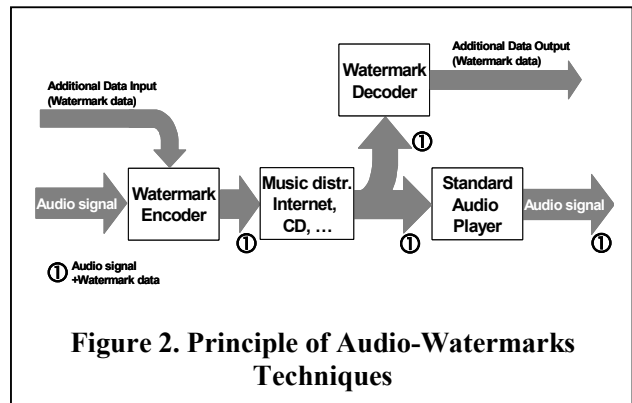 Additional Data Input
(Watermark data)
Watermark
Decoder
Additional Data Output
(Watermark data)
①
Audio signal
Watermark
Encoder
①
Music distr.
Internet,
CD, ...
①
Standard
Audio
Player
Audio signal
①
① Audio signal
+Watermark data
Figure 2. Principle of Audio-Watermarks
Techniques